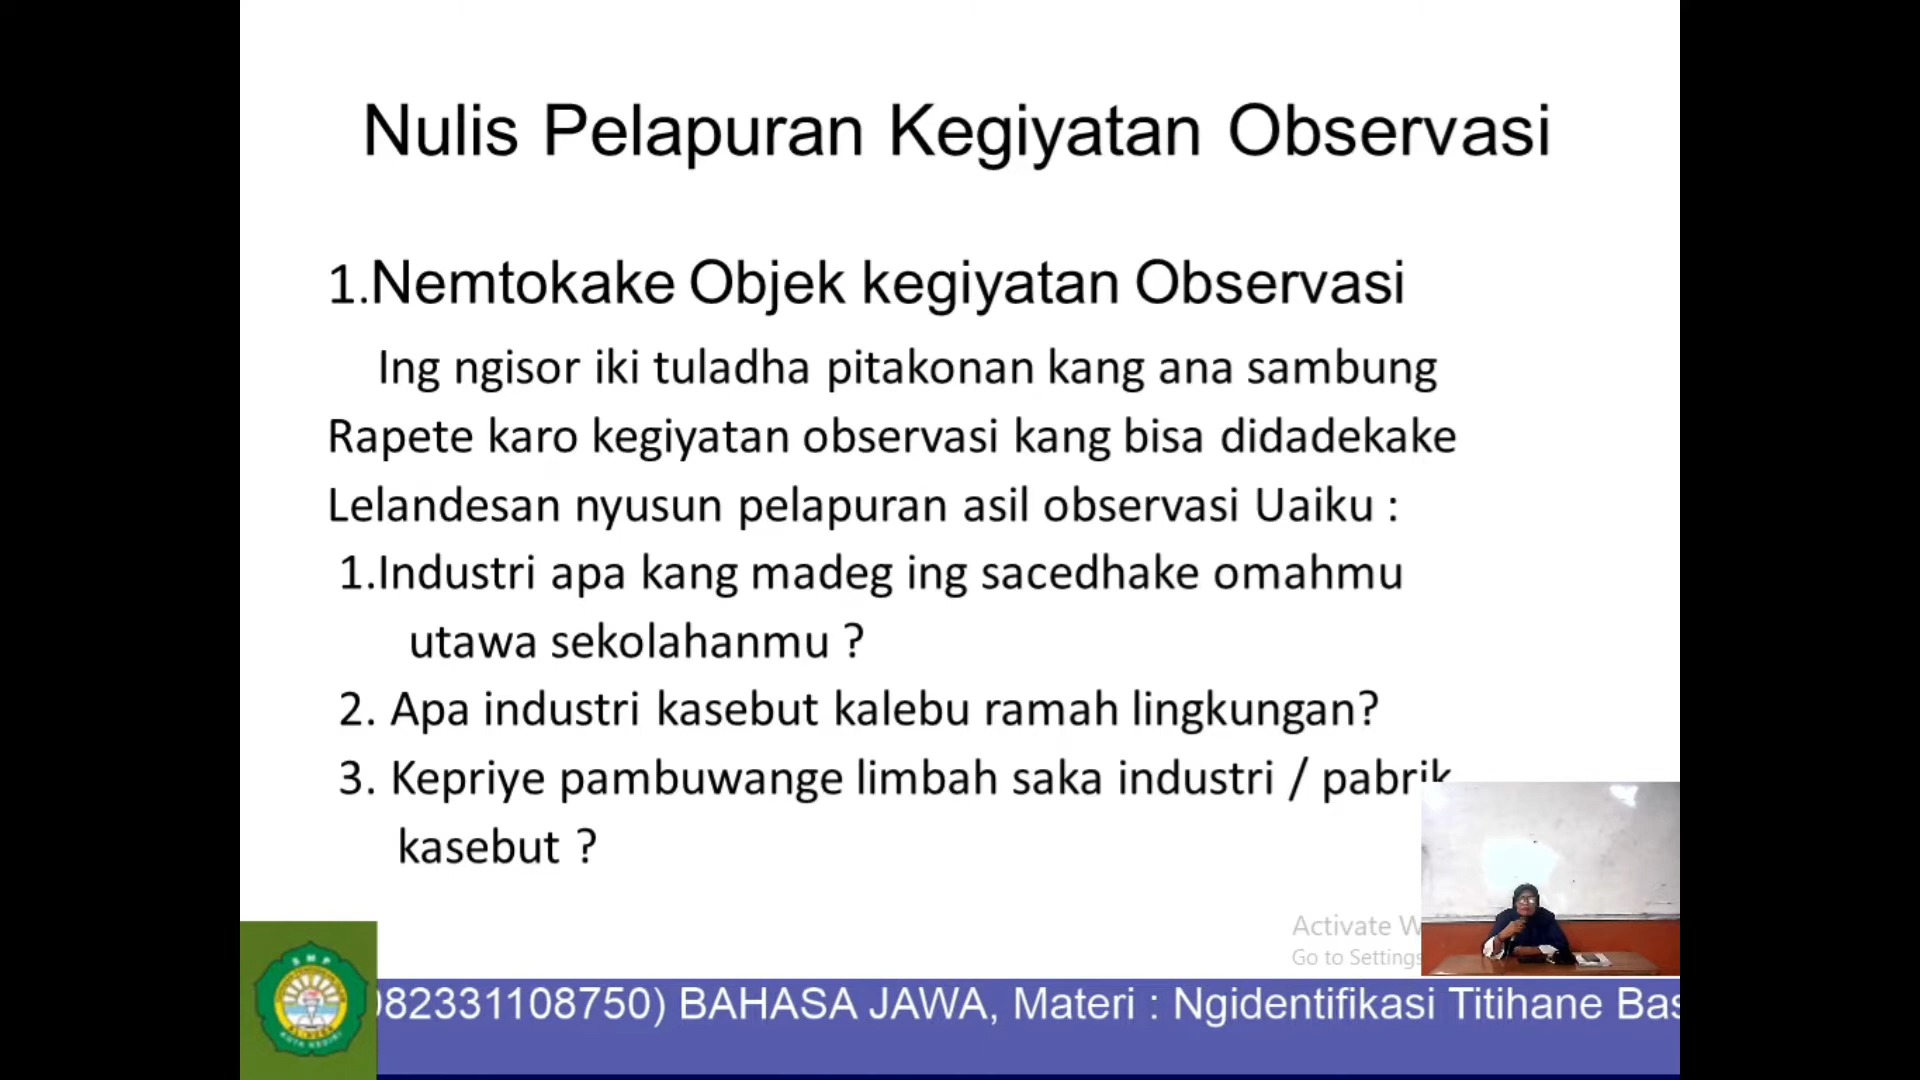 Nulis Pelapuran Kegiyatan Observasi
1.Nemtokake Objek kegiyatan Observasi
Ing ngisor iki tuladha pitakonan kang ana sambung
Rapete karo kegiyatan observasi kang bisa didadekake
Lelandesan nyusun pelapuran asil observasi Uaiku :
1.Industri apa kang madeg ing sacedhake omahmu
utawa sekolahanmu ?
2. Apa industri kasebut kalebu ramah lingkungan?
3. Kepriye pambuwange limbah saka industri / pabrik
kasebut ?
Activate W
Go to Settings
082331108750) BAHASA JAWA, Materi : Ngidentifikasi Titihane Bas
SMP